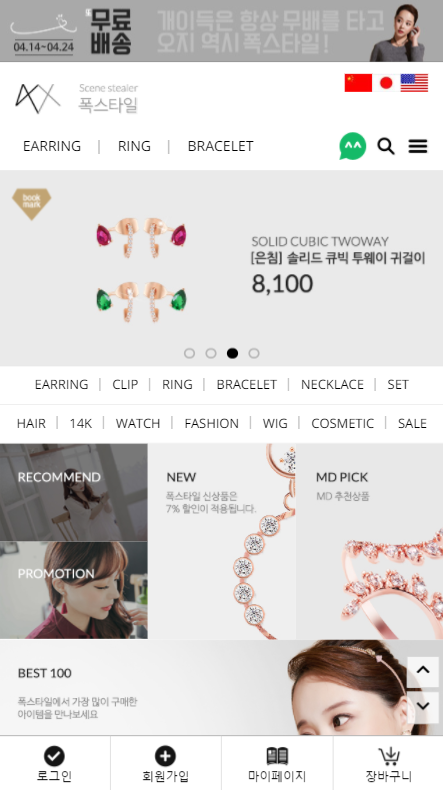 무료
배송
04.14~04.24
개이득은 항상 무배를 타고
오지 역시 폭스타일!
Scene stealer
폭스타일
EARRING | RING | BRACELET
book
mark
SOLID CUBIC TWOWAY
[은침] 솔리드 큐빅 투웨이 귀걸이
8,100
EARRING | CLIP | RING | BRACELET | NECKLACE | SET
HAIR | 14K | WATCH | FASHION | WIG | COSMETIC | SALE
RECOMMEND
PROMOTION
NEW
폭스타일 신상품은
7% 할인이 적용됩니다.
MD PICK
MD 추천상품
BEST 100
폭스타일에서 가장 많이 구매한
아이템을 만나보세요
로그인
회원가입
마이페이지
장바구니